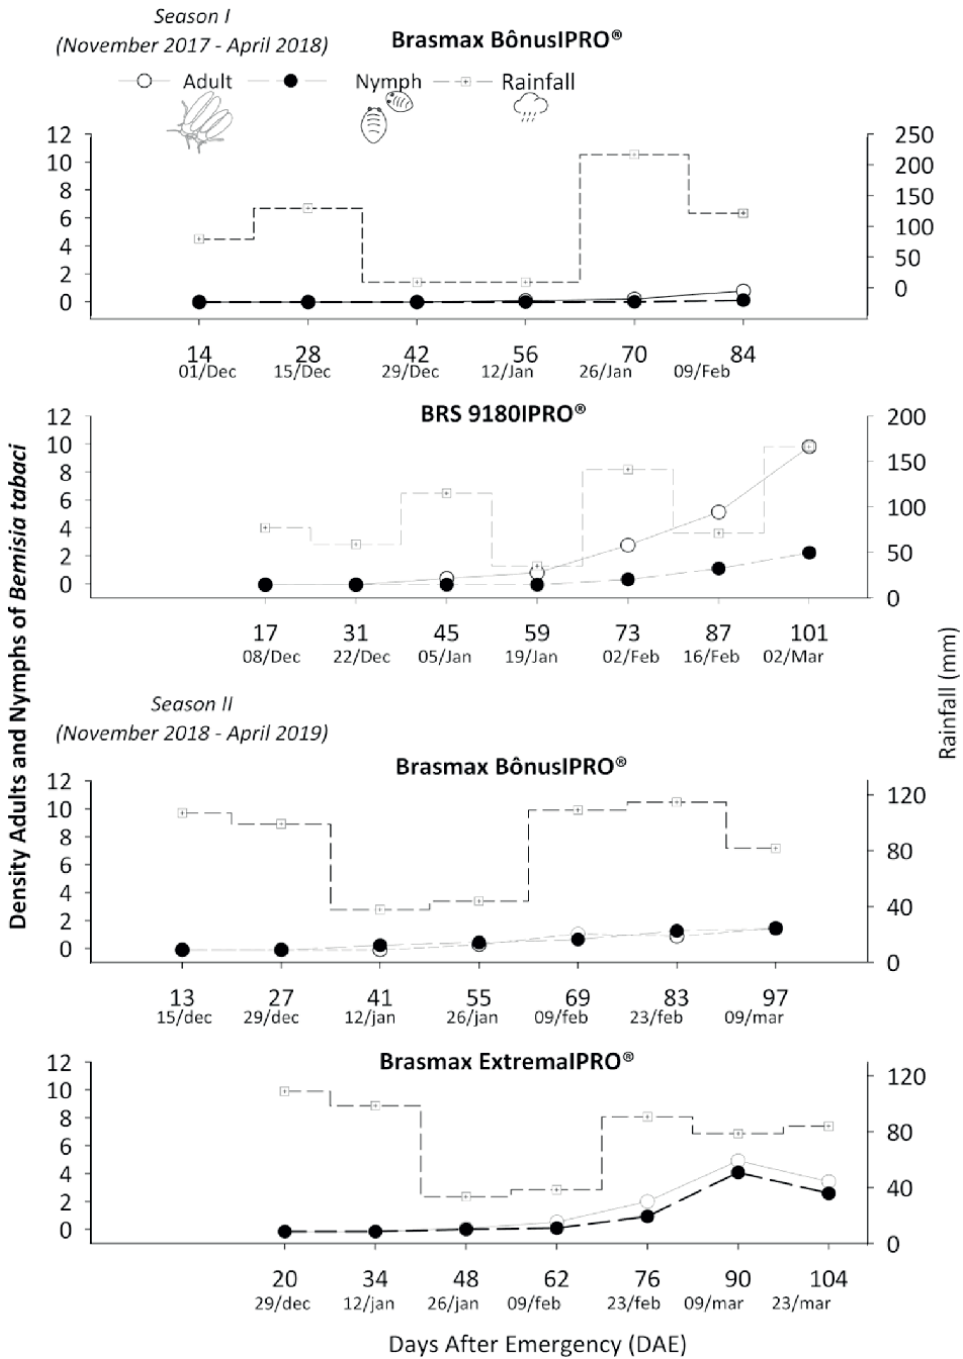 Season I
(November 2017 - April 2018)
Brasmax BônusIPRO®
Adult Nymph Rainfall
12
10
8
6
4
2
0
250
200
150
100
50
0
14 28 42 56 70 84
01/Dec 15/Dec 29/Dec 12/Jan 26/Jan 09/Feb
BRS 9180IPRO®
12
10
8
6
4
2
0
200
150
100
50
0
17 31 45 59 73 87 101
08/Dec 22/Dec 05/Jan 19/Jan 02/Feb 16/Feb 02/Mar
Density Adults and Nymphs of Bemisia tabaci
Rainfall (mm)
Season II
(November 2018 - April 2019)
Brasmax BônusIPRO®
12
10
8
6
4
2
0
120
80
40
0
13 27 41 55 69 83 97
15/dec 29/dec 12/jan 26/jan 09/feb 23/feb 09/mar
Brasmax ExtremaIPRO®
12
10
8
6
4
2
0
120
80
40
0
20 34 48 62 76 90 104
29/dec 12/jan 26/jan 09/feb 23/feb 09/mar 23/mar
Days After Emergency (DAE)